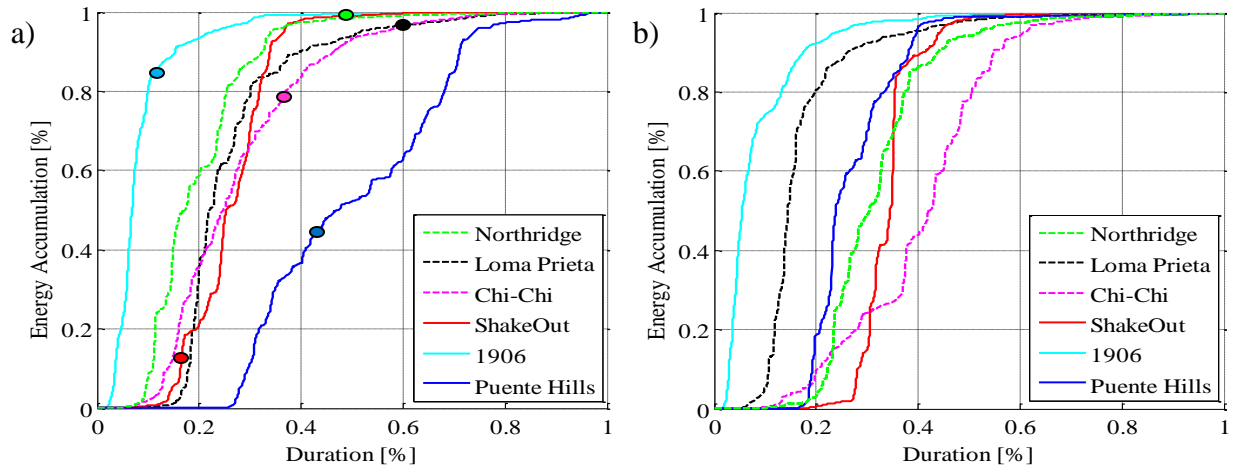 a)
Energy Accumulation [%]
1
0.8
0.6
0.4
0.2
0
0
0.2
0.4
0.6
0.8
1
Duration [%]
Northridge
Loma Prieta
Chi-Chi
ShakeOut
1906
Puente Hills
b)
Energy Accumulation [%]
1
0.8
0.6
0.4
0.2
0
0
0.2
0.4
0.6
0.8
1
Duration [%]
Northridge
Loma Prieta
Chi-Chi
ShakeOut
1906
Puente Hills